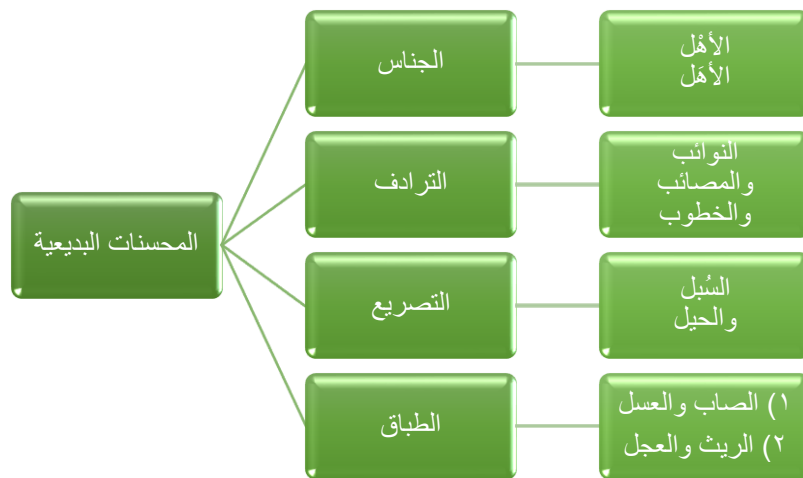 المحسنات البديعية
الجناس
الأهْل
الأهَل
الترادف
النوائب
والمصائب
والخطوب
التصريع
السُبل
والحيل
الطباق
١) الصاب والعسل
٢) الريث والعجل